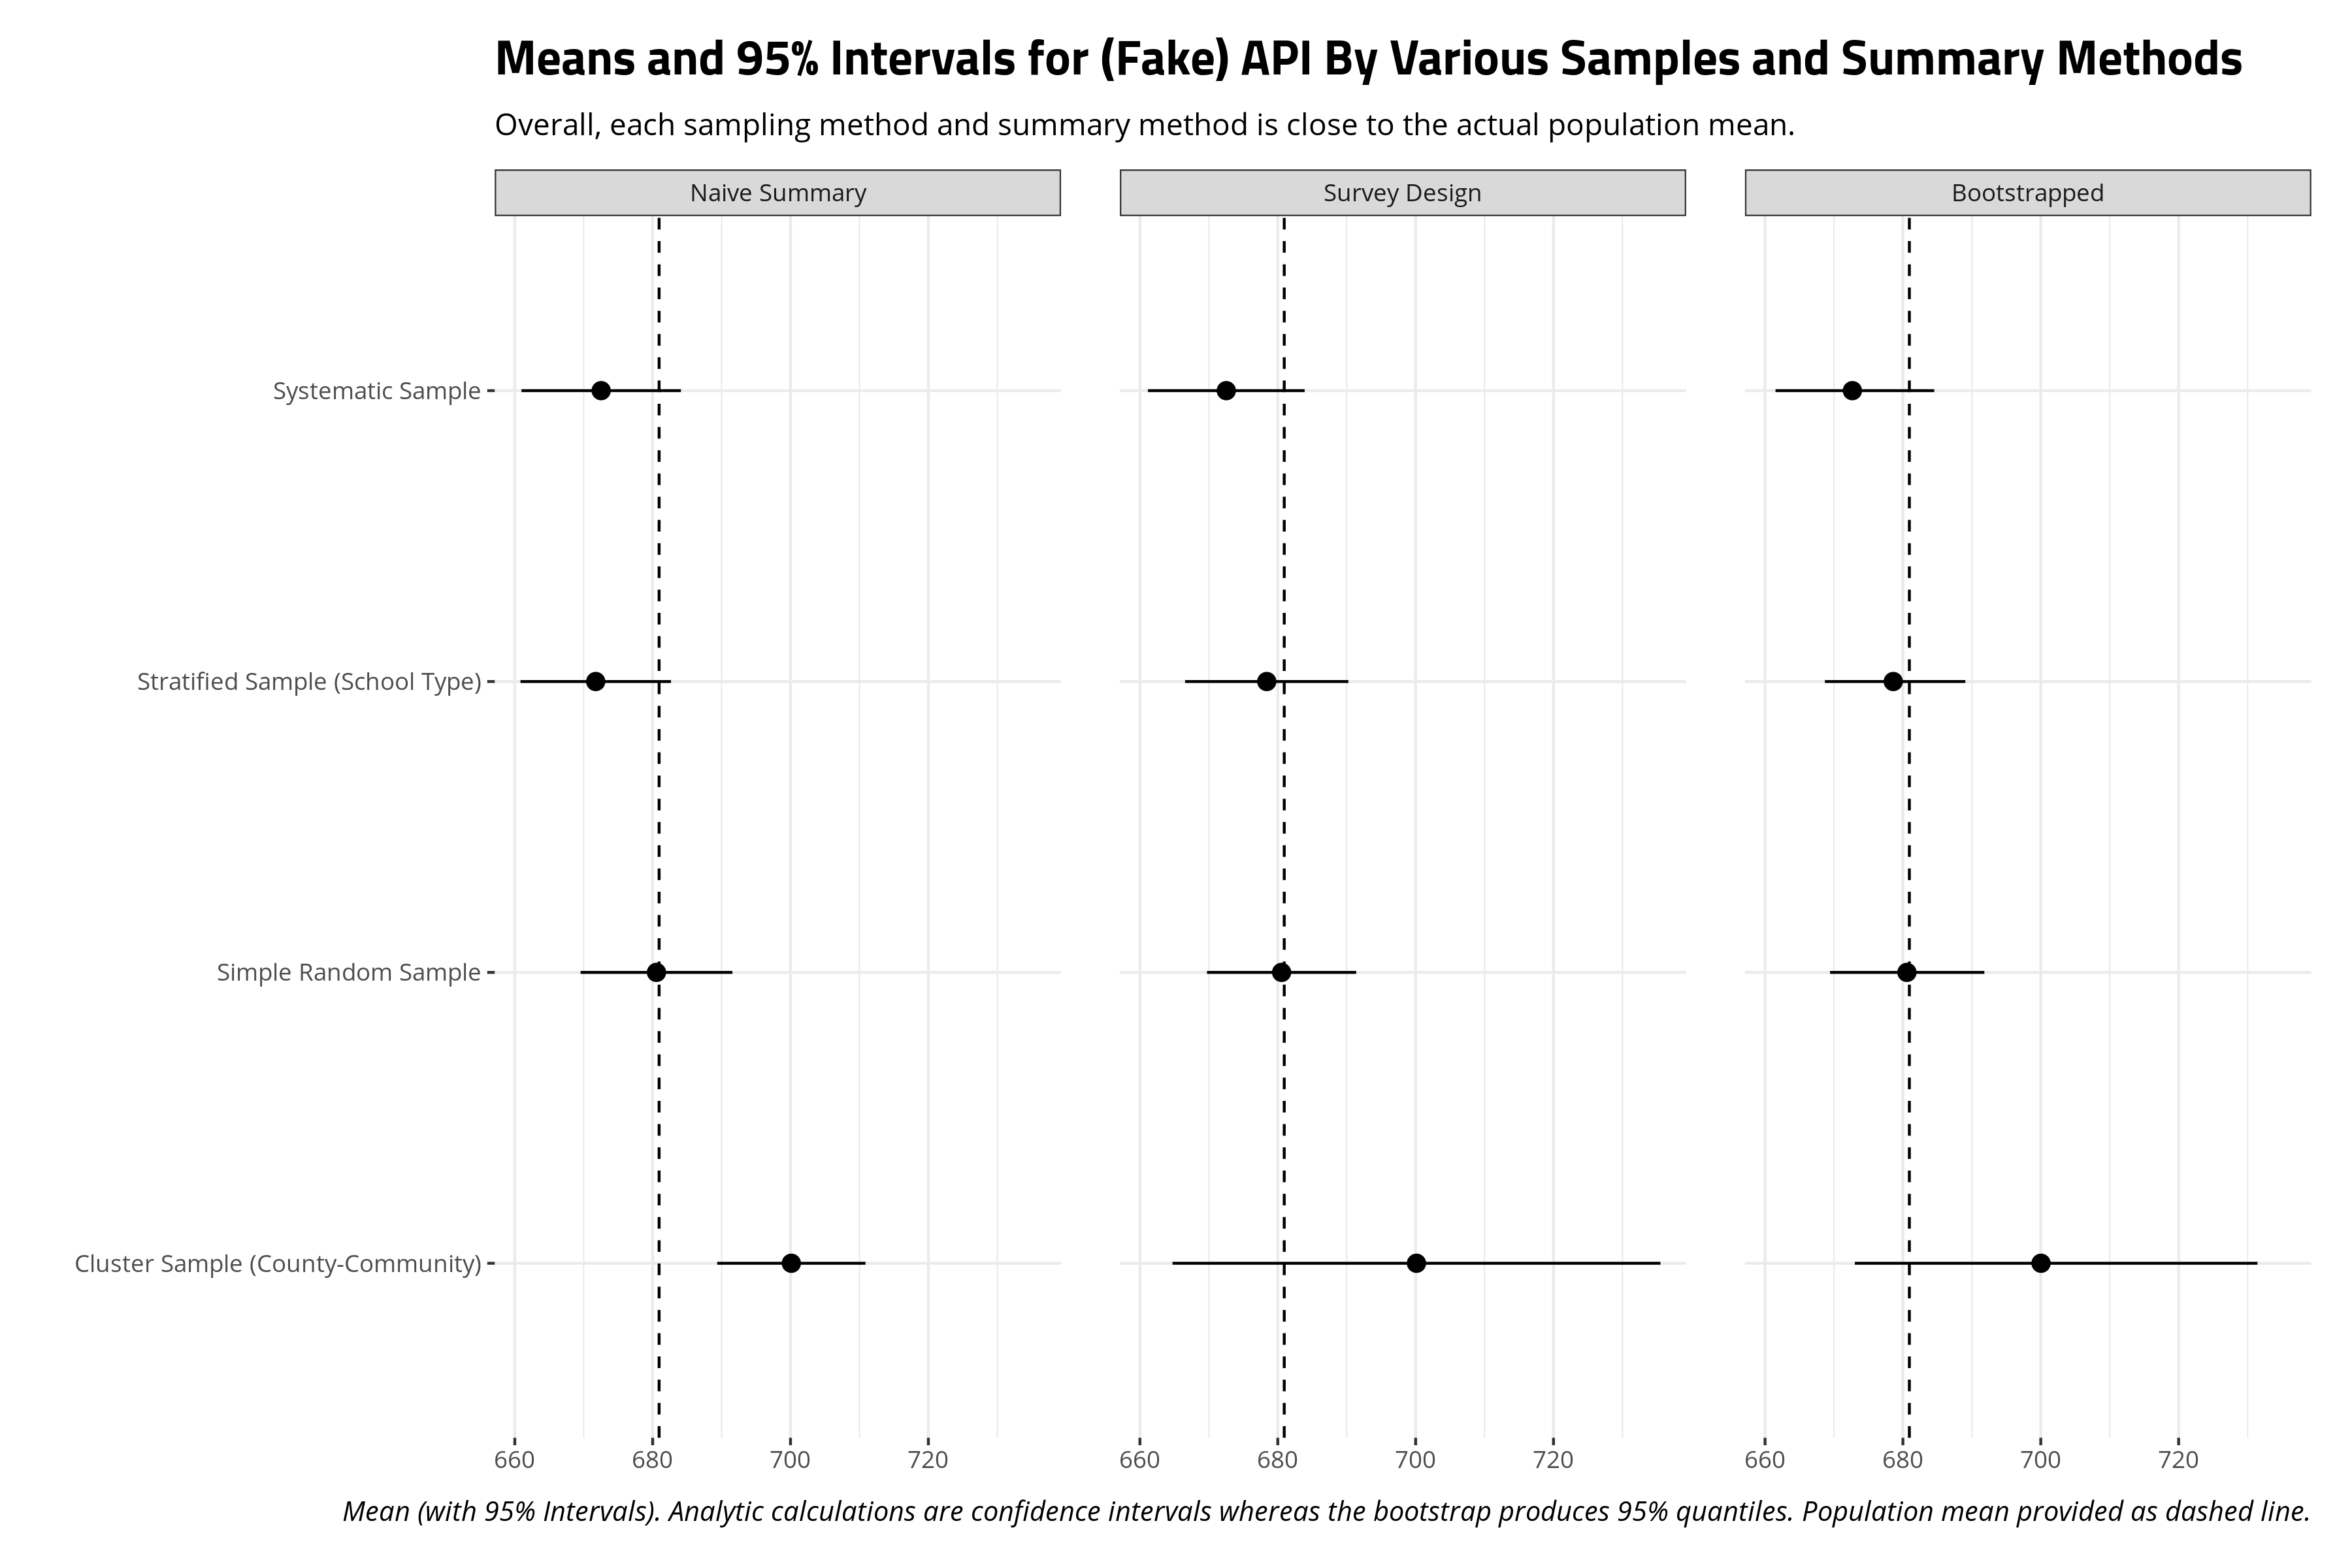 Means and 95% Intervals for (Fake) API By Various Samples and Summary Methods
Overall, each sampling method and summary method is close to the actual population mean.
Naive Summary
Survey Design
Bootstrapped
Systematic Sample
Stratified Sample (School Type)
Simple Random Sample
Cluster Sample (County-Community)
660 680 700 720
660 680 700 720
660 680 700 720
Mean (with 95% Intervals). Analytic calculations are confidence intervals whereas the bootstrap produces 95% quantiles. Population mean provided as dashed line.